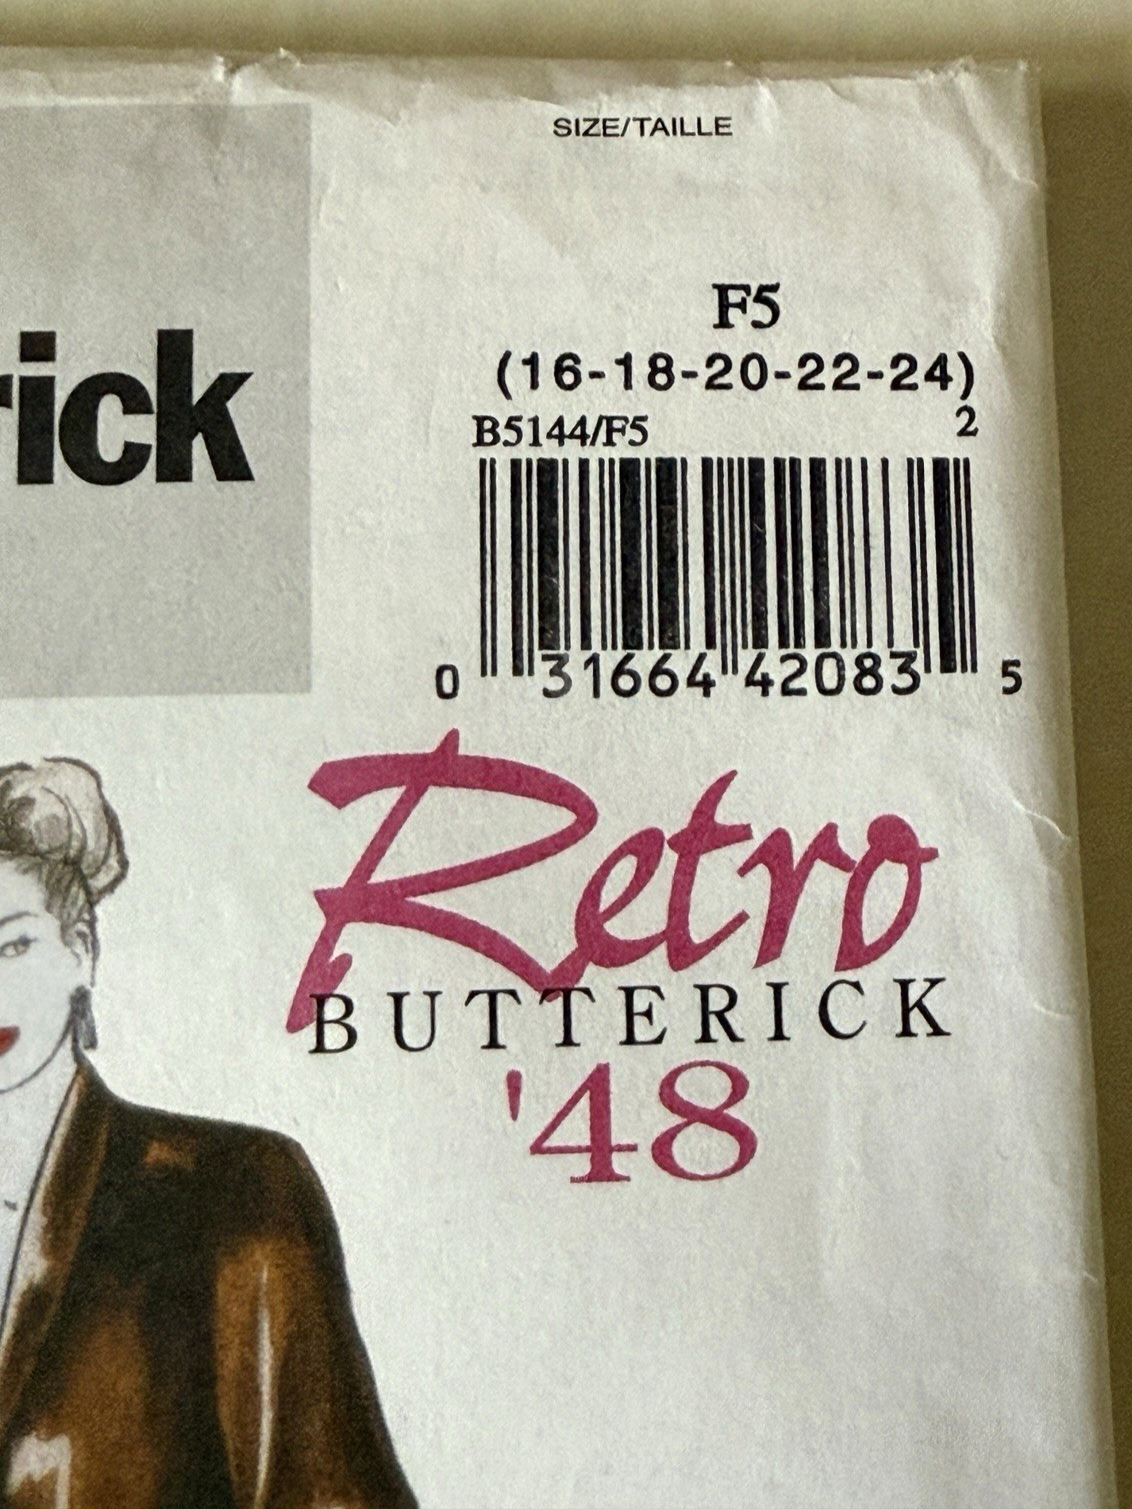 SIZE/TAILLE
F5
(16-18-20-22-24)
B5144/F5 2
rick
0 31664 42083 5
Retro
BUTTERICK
'48